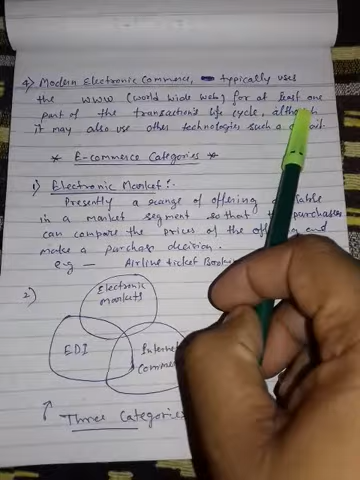 4) Modern Electronic Commerce, typically uses
the WWW (World wide web) for at least one
part of the transaction's life cycle, although
it may also use other technologies such a
* E-commerce Categories *
1) Electronic Market :-
Presently a range of offering
in a market segment so that purchasers
can compare the prices of the offering and
make a purchase decision.
e.g — Airline ticket
2)
Electronic
markets
EDI
Three Categories